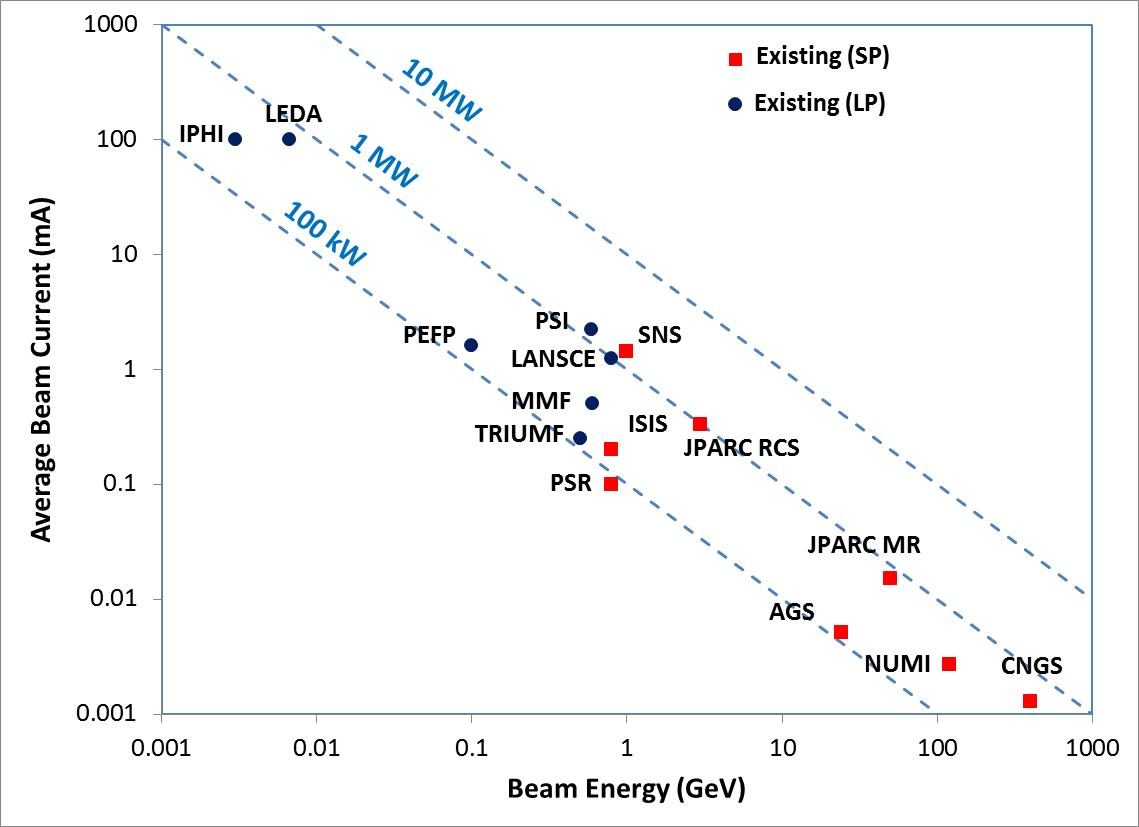 1000
100
10
1
0.1
0.01
0.001
Average Beam Current (mA)
Existing (SP)
Existing (LP)
10 MW
1 MW
100 kW
LEDA
IPHI
PSI
SNS
PEFP
LANSCE
MMF
ISIS
TRIUMF
JPARC RCS
PSR
JPARC MR
AGS
NUMI
CNGS
0.001 0.01 0.1 1 10 100 1000
Beam Energy (GeV)